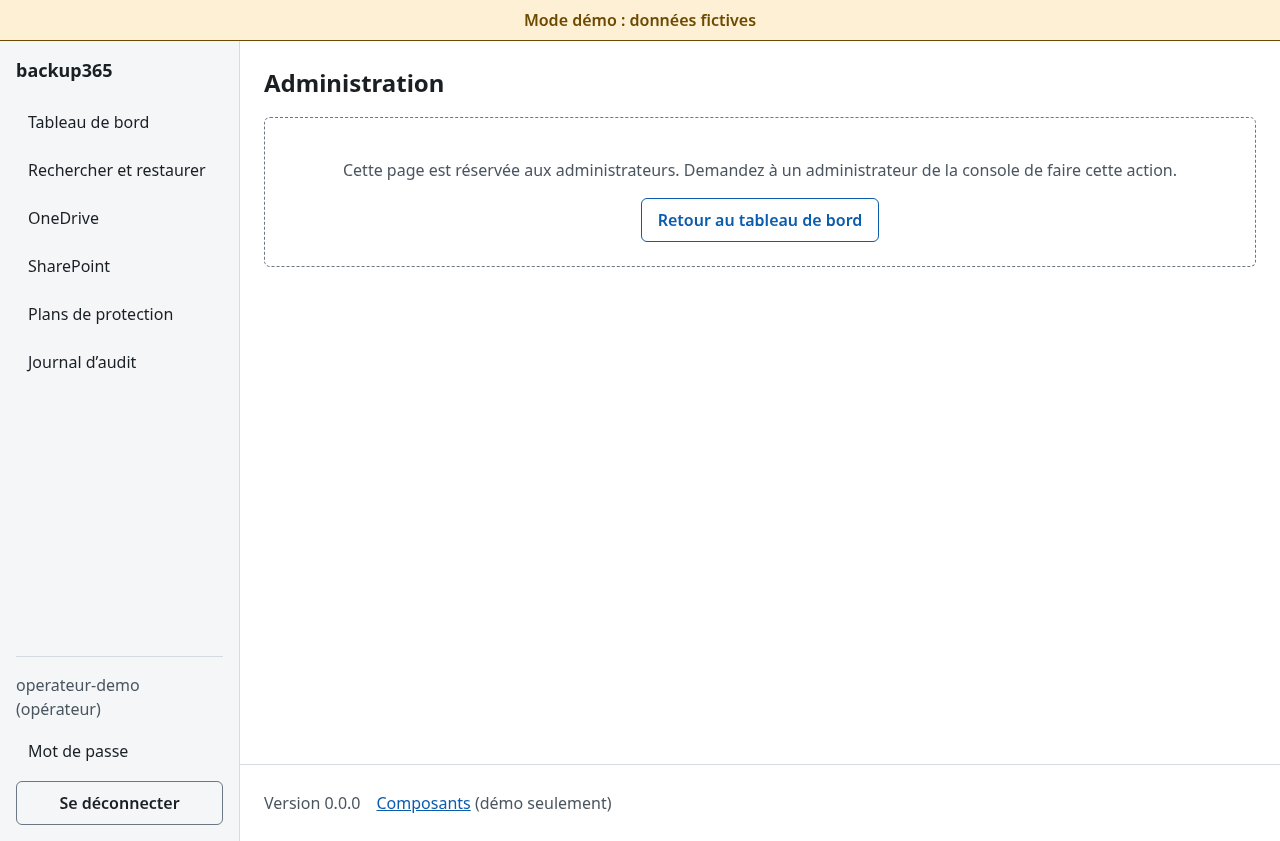 Mode démo : données fictives
backup365
Tableau de bord
Rechercher et restaurer
OneDrive
SharePoint
Plans de protection
Journal d’audit
operateur-demo
(opérateur)
Mot de passe
Se déconnecter
Administration
Cette page est réservée aux administrateurs. Demandez à un administrateur de la console de faire cette action.
Retour au tableau de bord
Version 0.0.0 Composants (démo seulement)